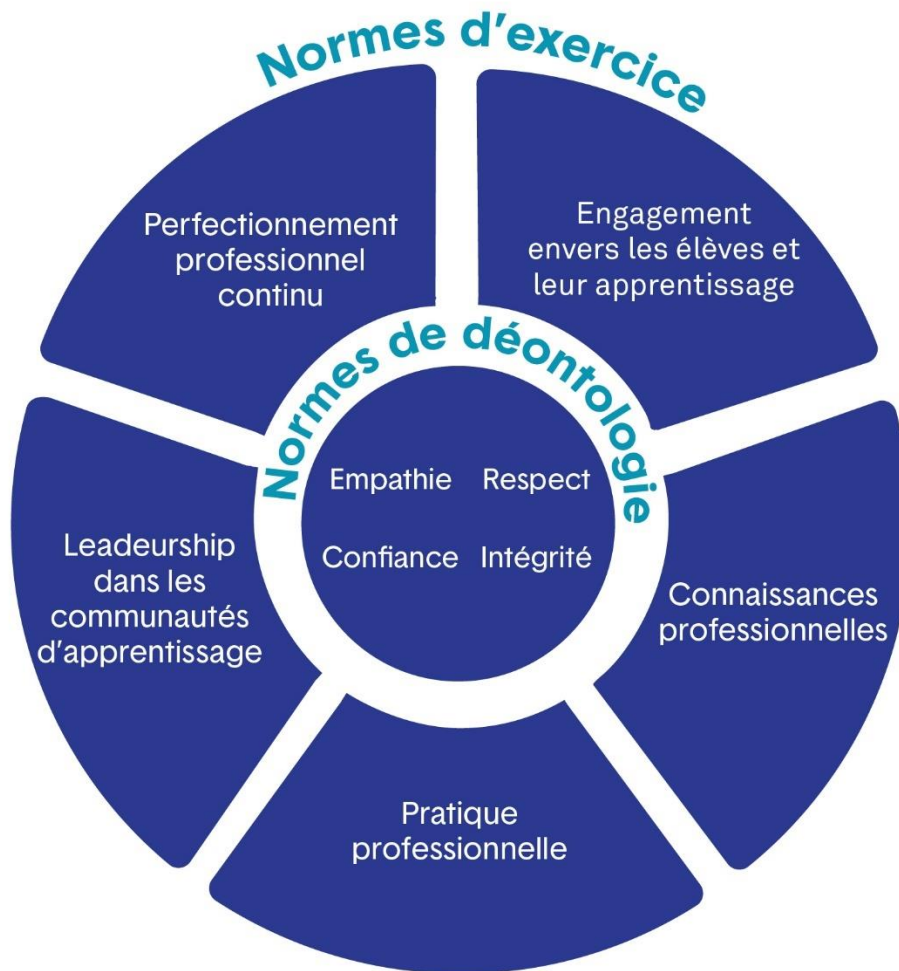 Normes d’exercice
Perfectionnement
professionnel
continu
Engagement
envers les élèves et
leur apprentissage
Normes de déontologie
Empathie Respect
Confiance Intégrité
Leadeurship
dans les
communautés
d’apprentissage
Connaissances
professionnelles
Pratique
professionnelle